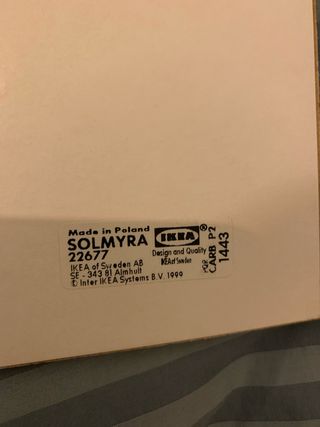 Made in Poland
SOLMYRA
22677
IKEA of Sweden AB
SE - 343 81 Älmhult
© Inter IKEA Systems B.V. 1999
IKEA®
Design and Quality
IKEA of Sweden
CARB P2
1443